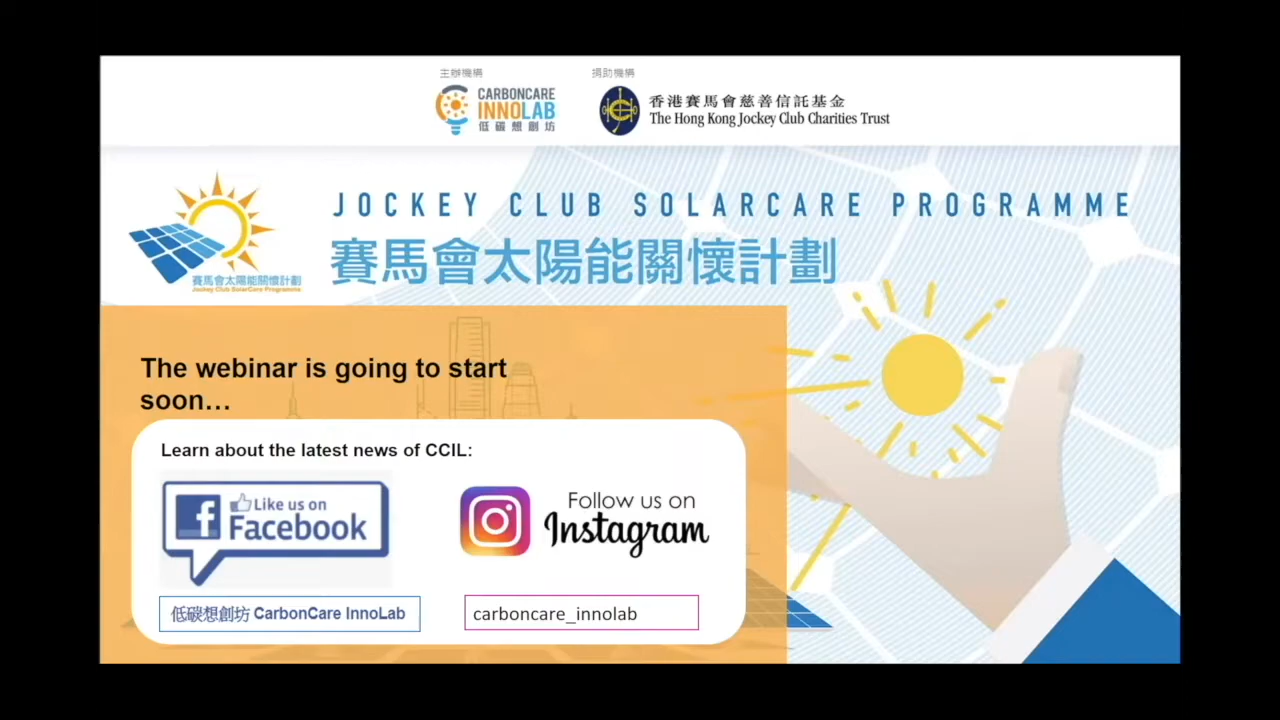 主辦機構
捐助機構
CARBONCARE
INNOLAB
低碳想創坊
香港賽馬會慈善信託基金
The Hong Kong Jockey Club Charities Trust
JOCKEY CLUB SOLARCARE PROGRAMME
賽馬會太陽能關懷計劃
賽馬會太陽能關懷計劃
Jockey Club SolarCare Programme
The webinar is going to start
soon…
Learn about the latest news of CCIL:
Like us on
Facebook
Follow us on
Instagram
低碳想創坊 CarbonCare InnoLab
carboncare_innolab